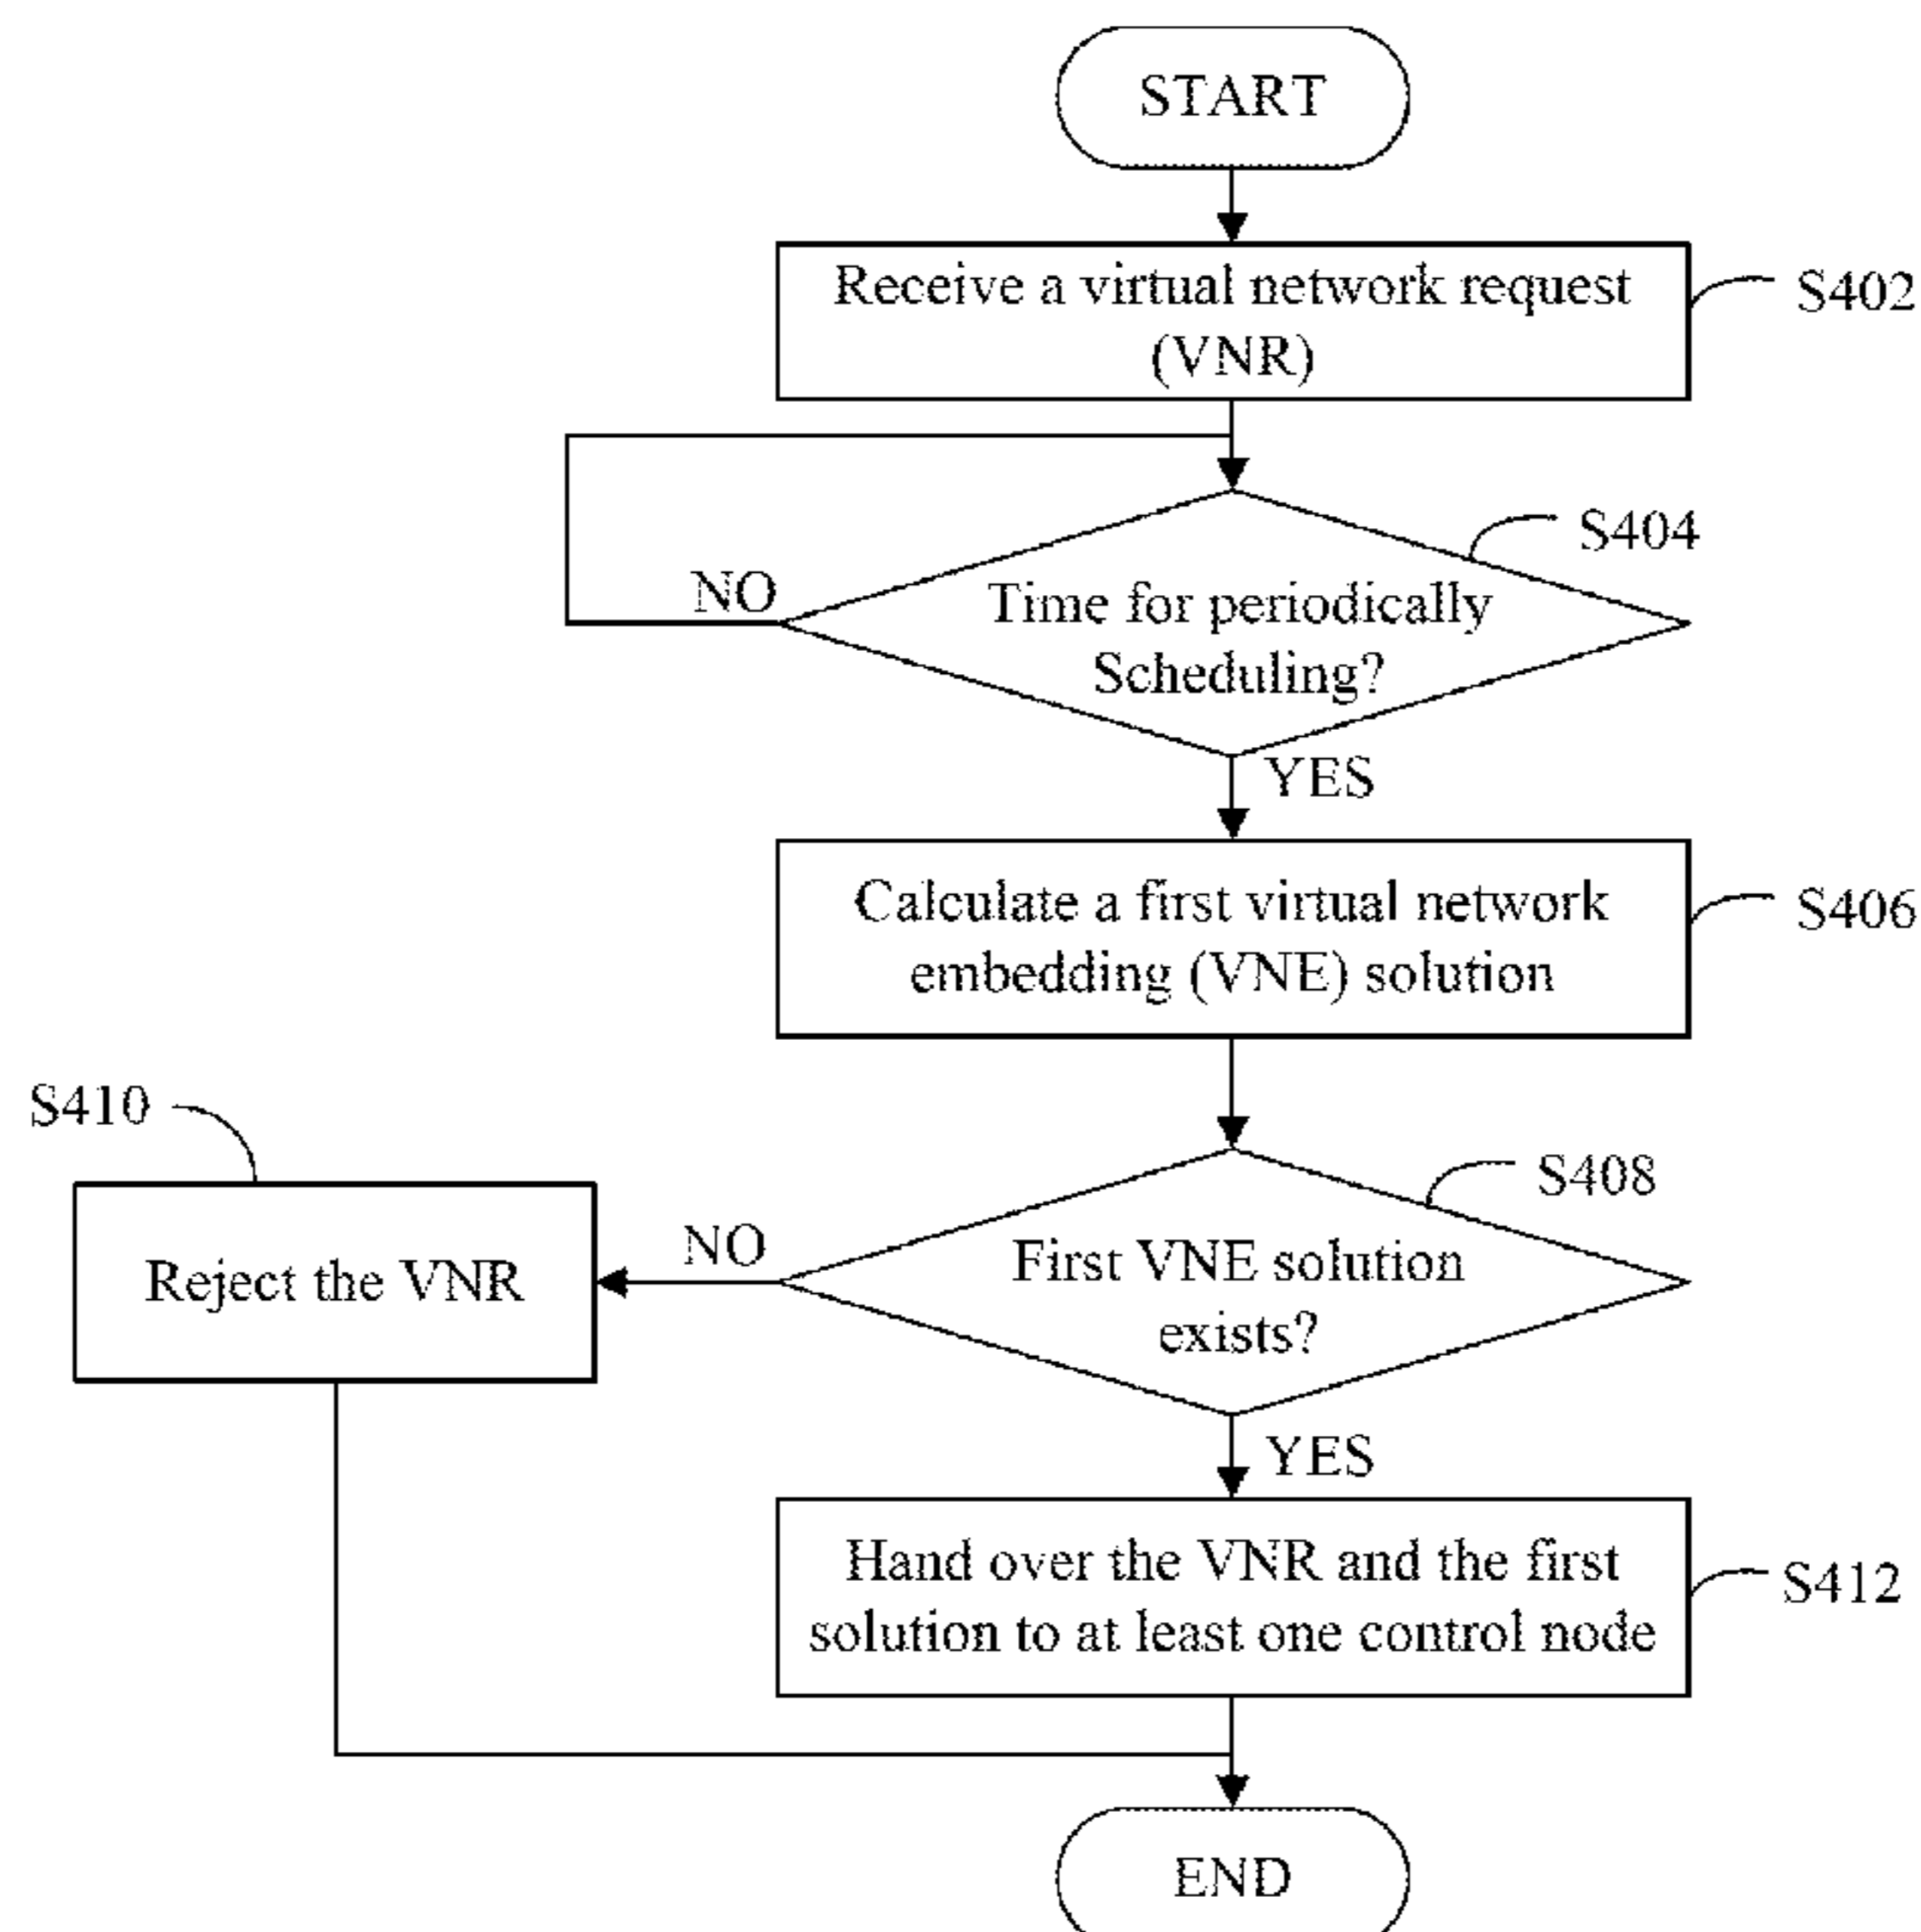 START
Receive a virtual network request
(VNR)
S402
S404
NO
Time for periodically
Scheduling?
YES
Calculate a first virtual network
embedding (VNE) solution
S406
S410
S408
Reject the VNR
NO
First VNE solution
exists?
YES
Hand over the VNR and the first
solution to at least one control node
S412
END